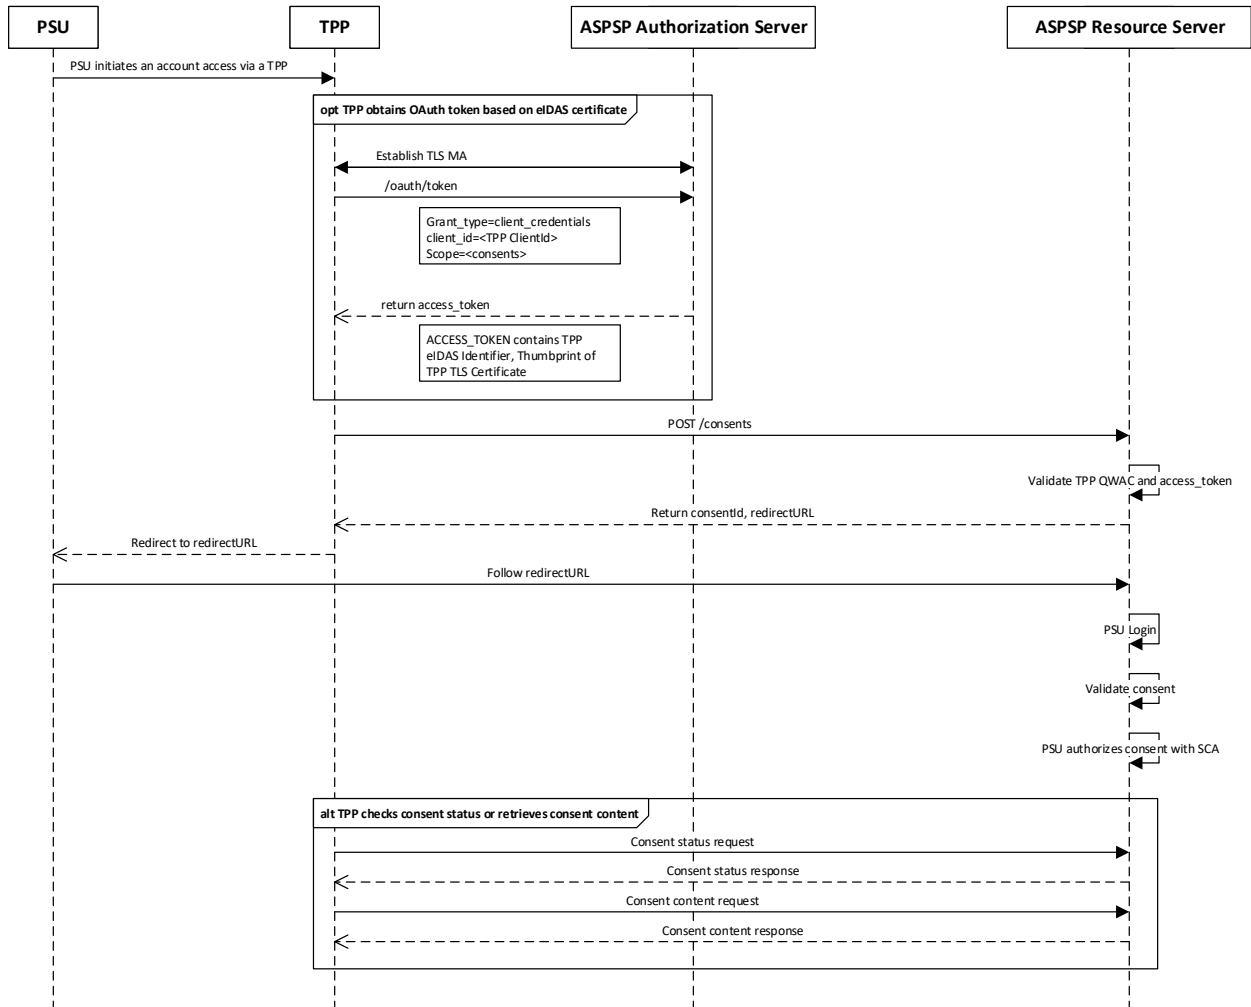 PSU
TPP
ASPSP Authorization Server
ASPSP Resource Server
PSU initiates an account access via a TPP
opt TPP obtains OAuth token based on eIDAS certificate
Establish TLS MA
/oauth/token
Grant_type=client_credentials
client_id=<TPP ClientId>
Scope=<consents>
return access_token
ACCESS_TOKEN contains TPP
eIDAS Identifier, Thumbprint of
TPP TLS Certificate
POST /consents
Validate TPP QWAC and access_token
Return consentId, redirectURL
Redirect to redirectURL
Follow redirectURL
PSU Login
Validate consent
PSU authorizes consent with SCA
alt TPP checks consent status or retrieves consent content
Consent status request
Consent status response
Consent content request
Consent content response